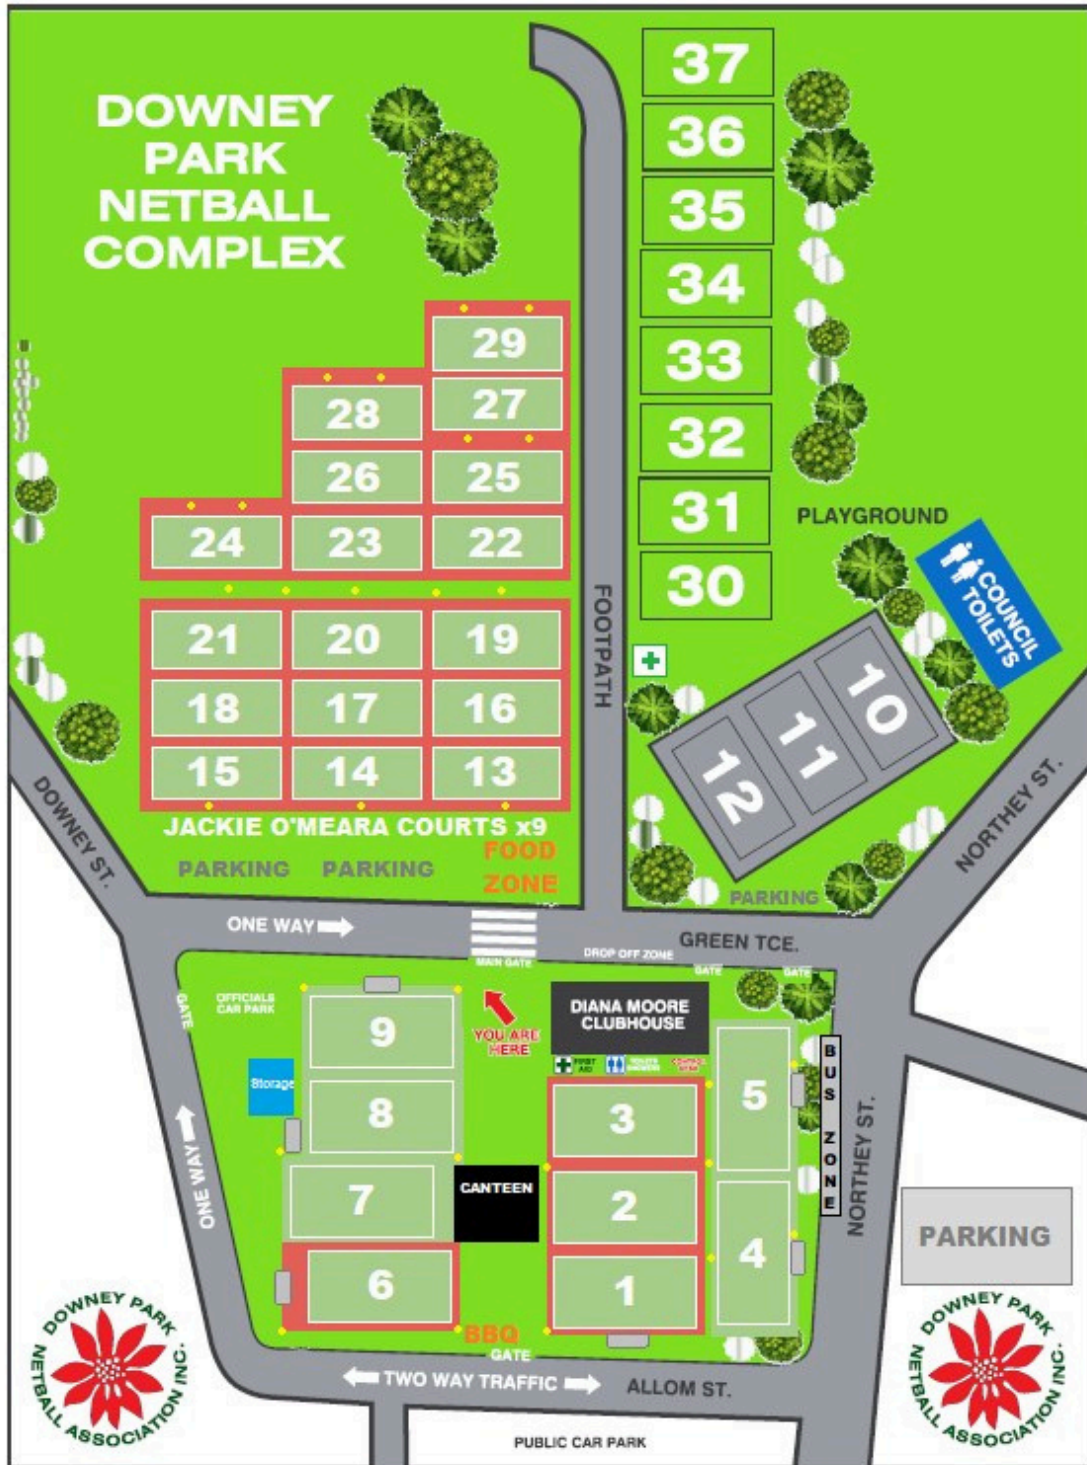 DOWNEY
PARK
NETBALL
COMPLEX
37
36
35
34
33
32
31
30
29
28
27
26
25
24
23
22
21
20
19
18
17
16
15
14
13
JACKIE O'MEARA COURTS x9
PARKING
PARKING
FOOD
ZONE
FOOTPATH
PLAYGROUND
COUNCIL
TOILETS
10
11
12
PARKING
DOWNEY ST.
NORTHEY ST.
ONE WAY
GREEN TCE.
MAIN GATE
DROP OFF ZONE
GATE
GATE
GATE
OFFICIALS
CAR PARK
9
YOU ARE
HERE
DIANA MOORE
CLUBHOUSE
FIRST
AID
TOILETS
SHOWERS
Storage
8
3
5
BUS ZONE
ONE WAY
7
CANTEEN
2
4
NORTHEY ST.
PARKING
6
1
BBQ
GATE
TWO WAY TRAFFIC
ALLOM ST.
PUBLIC CAR PARK
DOWNEY PARK
NETBALL ASSOCIATION INC.
DOWNEY PARK
NETBALL ASSOCIATION INC.